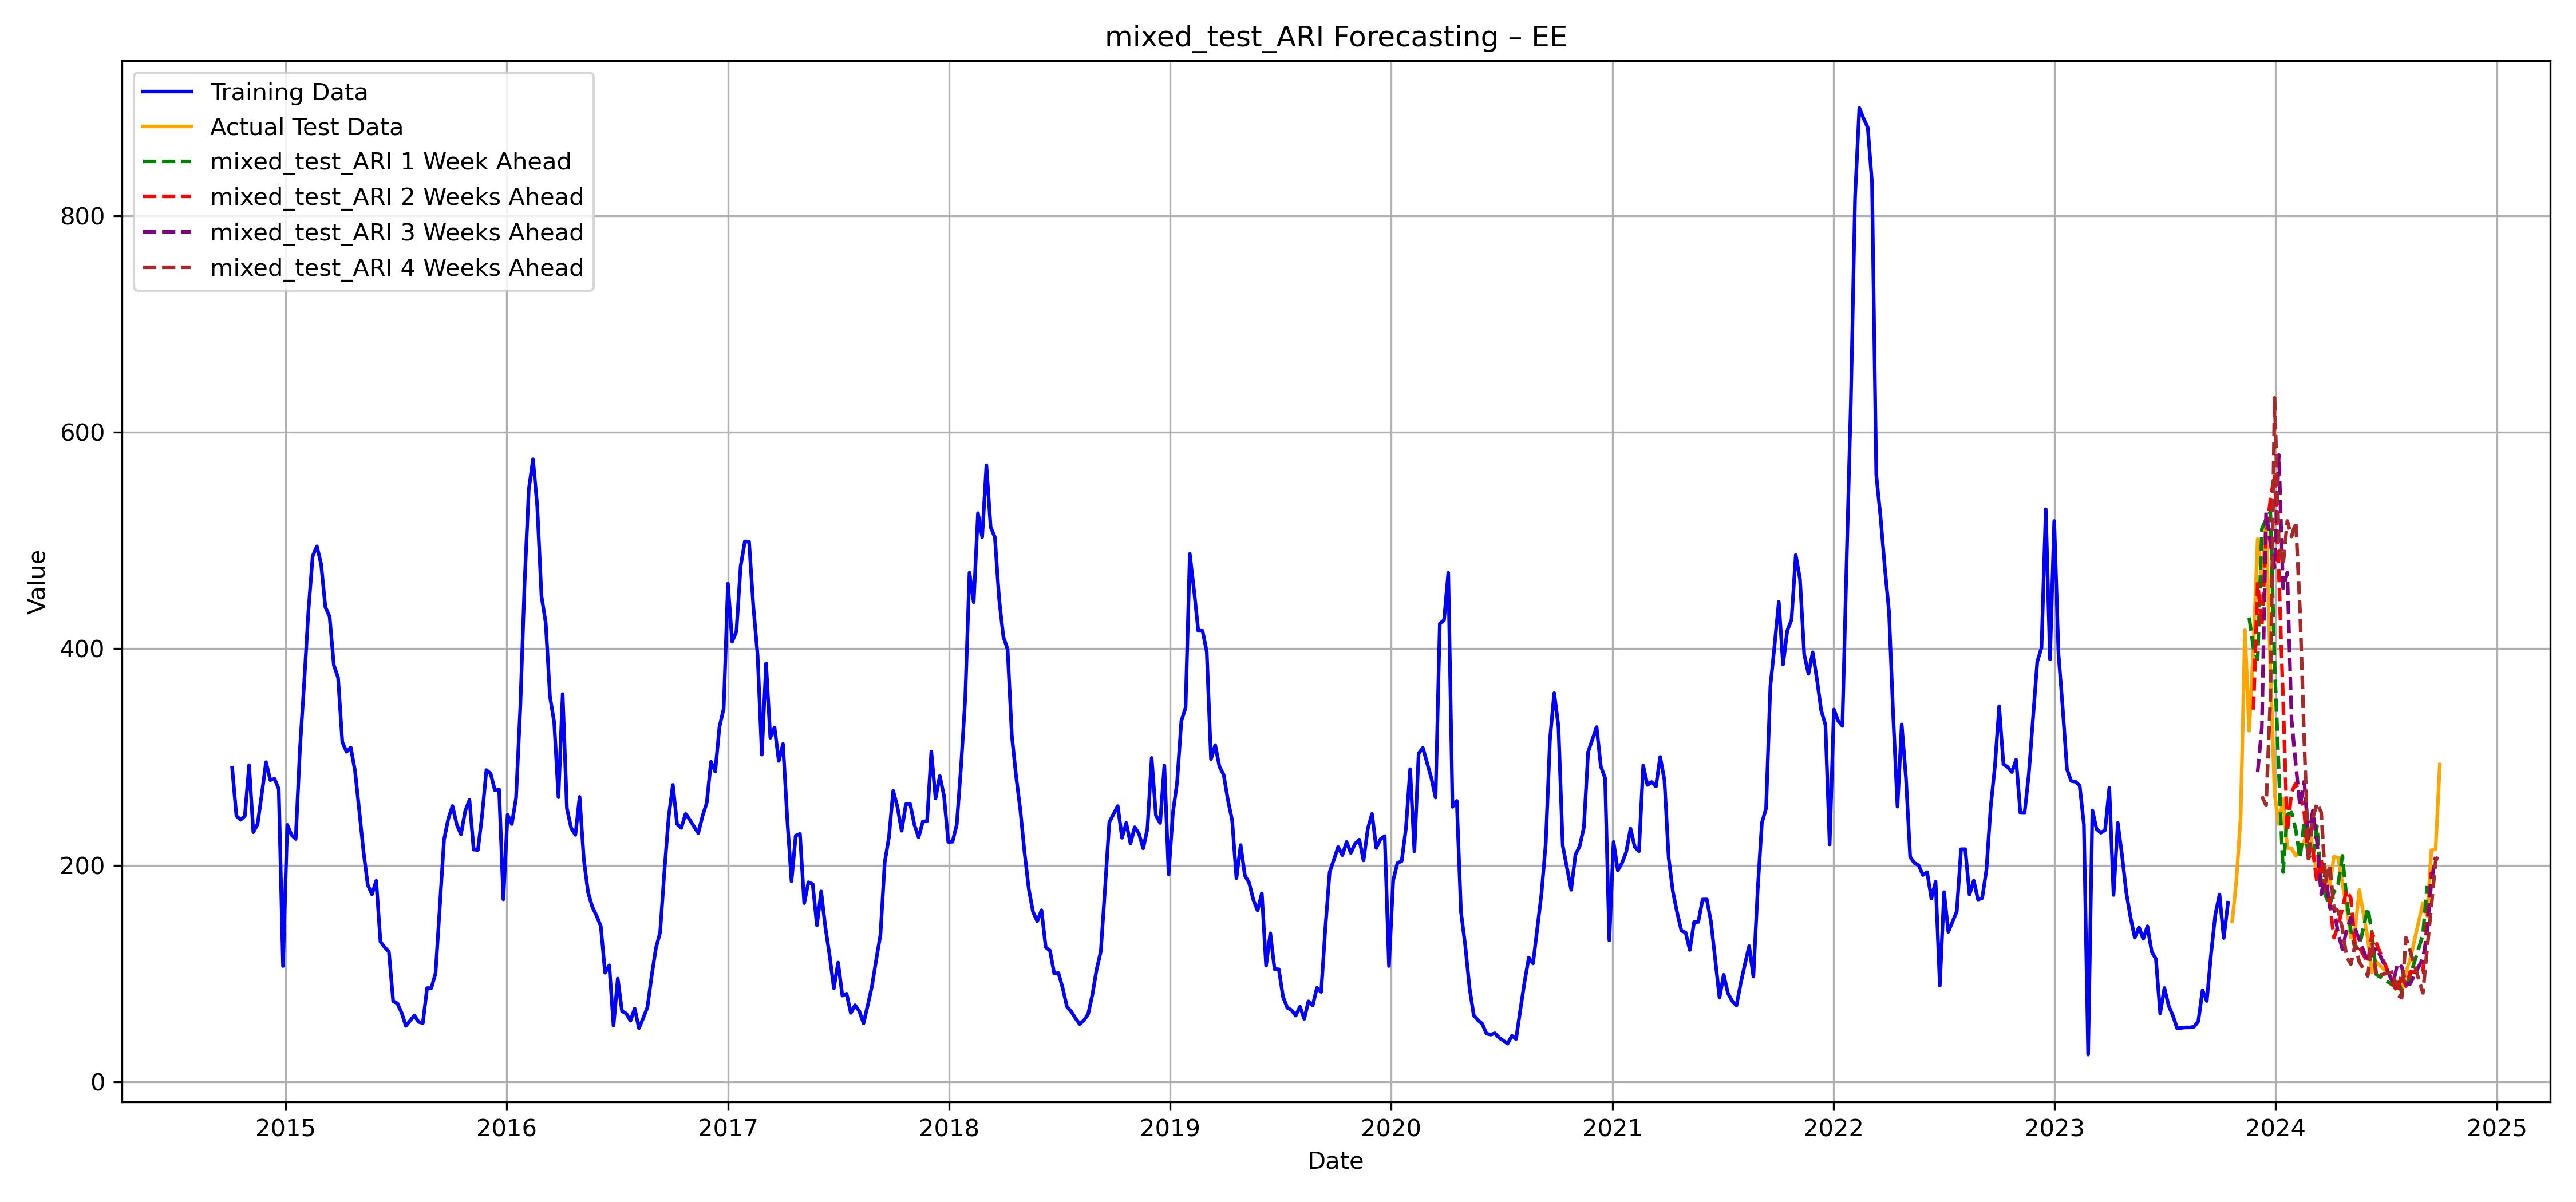 mixed_test_ARI Forecasting – EE
Training Data
Actual Test Data
mixed_test_ARI 1 Week Ahead
mixed_test_ARI 2 Weeks Ahead
mixed_test_ARI 3 Weeks Ahead
mixed_test_ARI 4 Weeks Ahead
Value
800
600
400
200
0
2015 2016 2017 2018 2019 2020 2021 2022 2023 2024 2025
Date